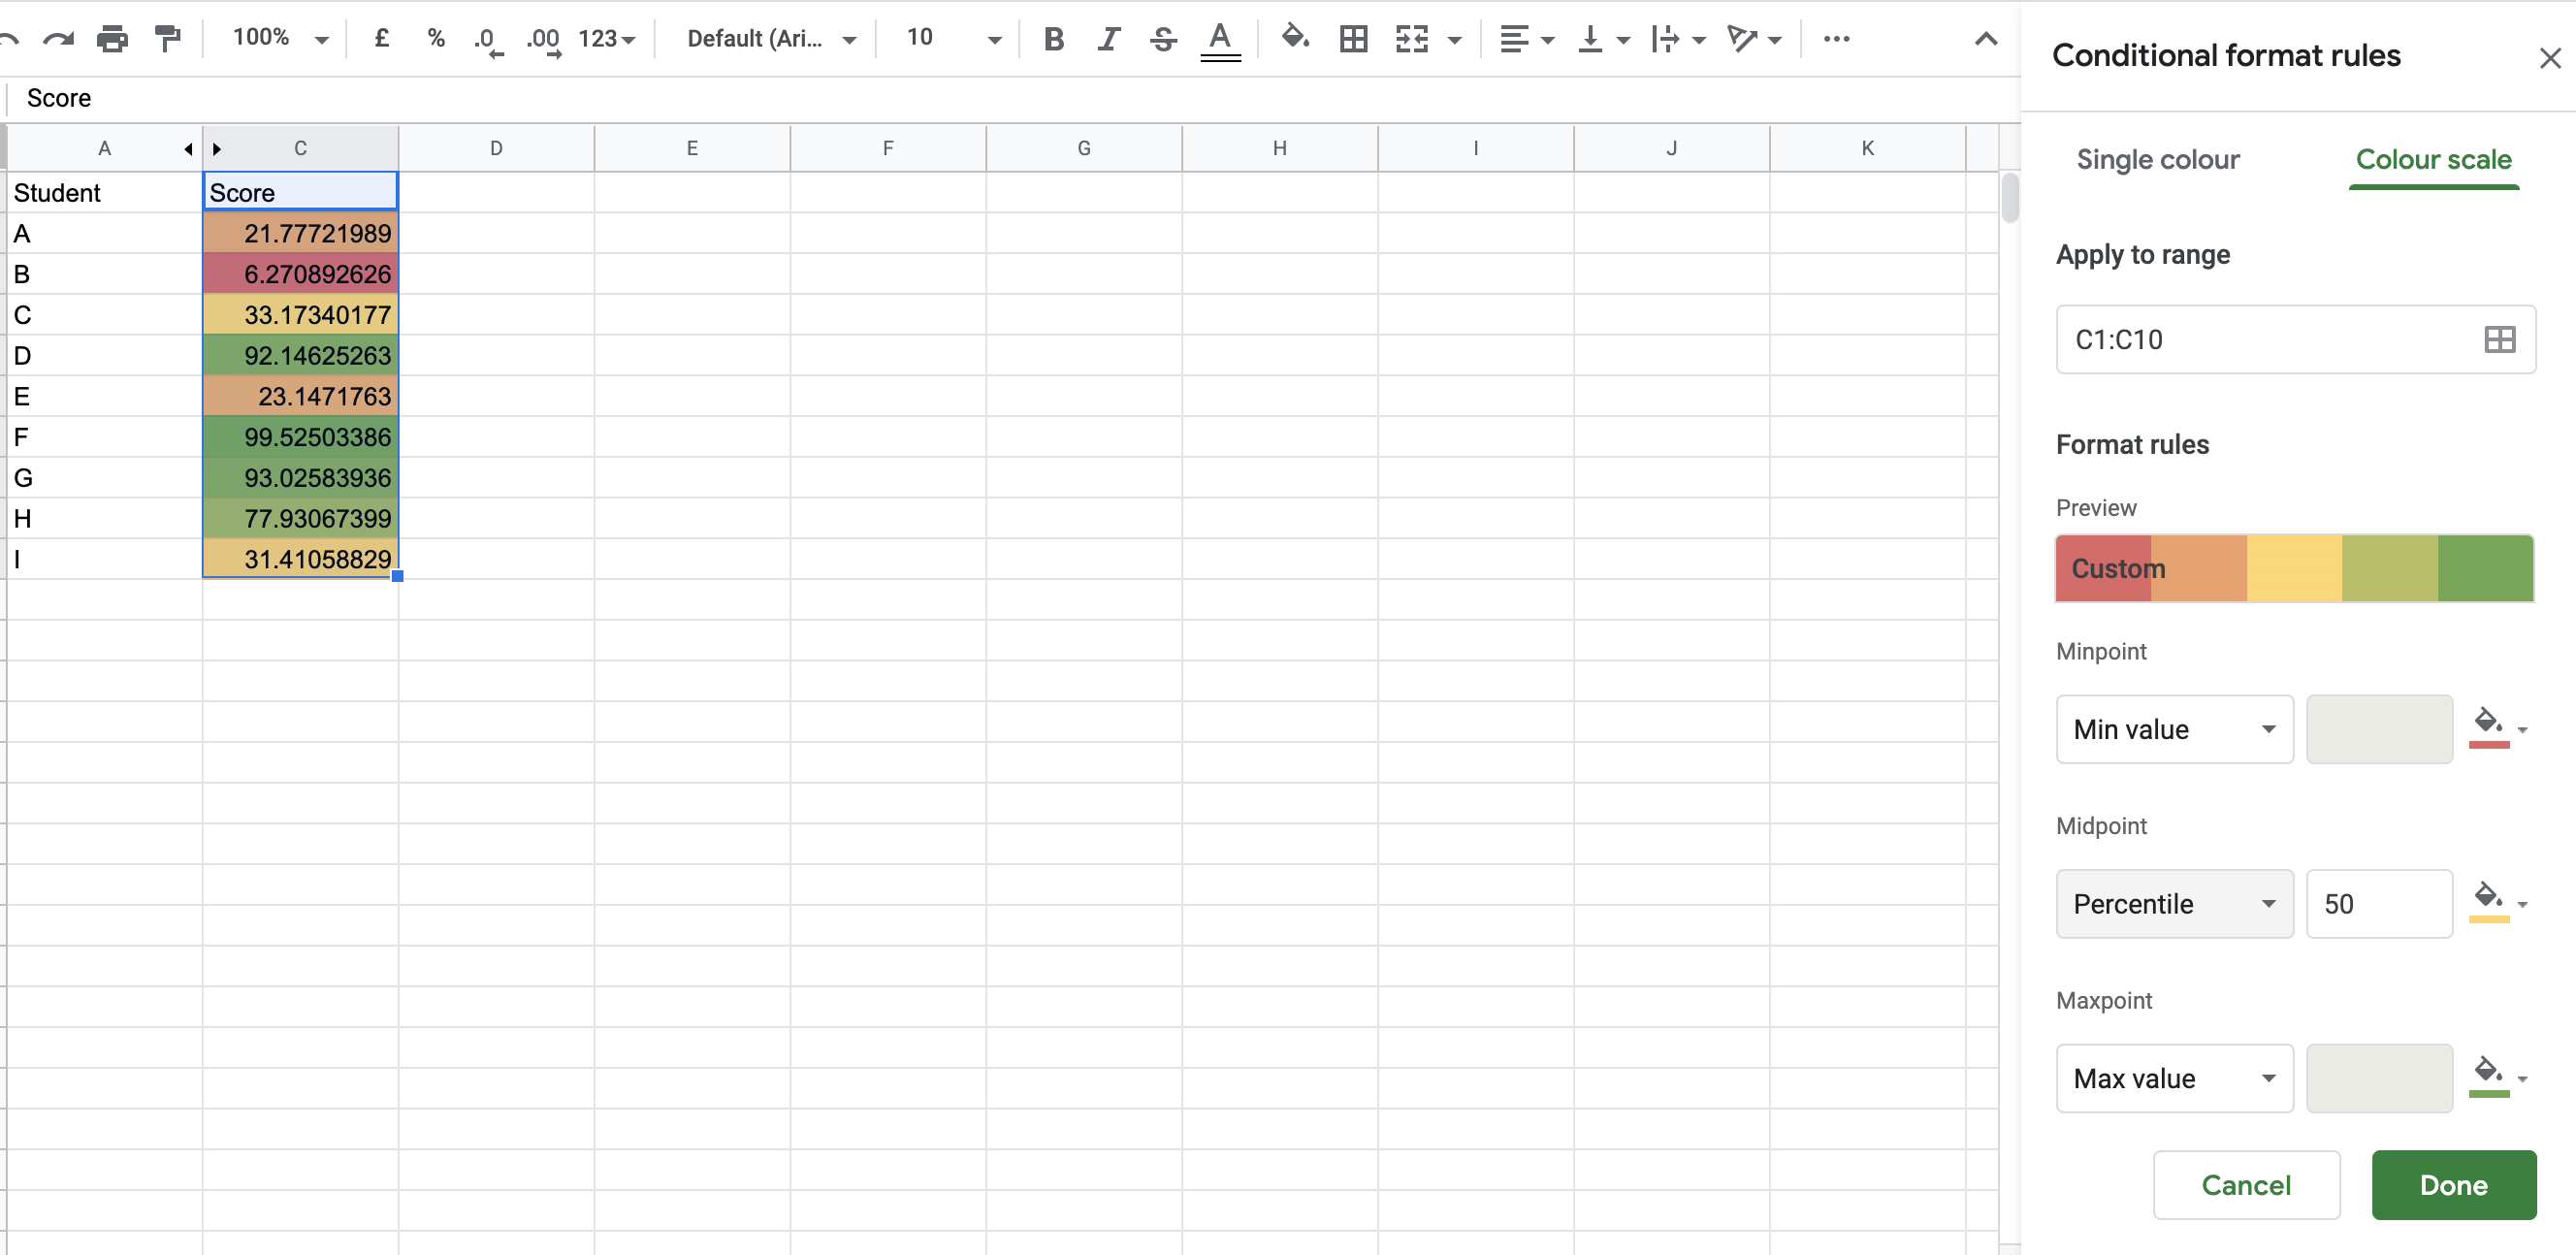 100% £ % .0 .00 123 Default (Ari... 10 B I S A
Score
A C D E F G H I J K
Student Score
A 21.77721989
B 6.270892626
C 33.17340177
D 92.14625263
E 23.1471763
F 99.52503386
G 93.02583936
H 77.93067399
I 31.41058829
Conditional format rules
Single colour Colour scale
Apply to range
C1:C10
Format rules
Preview
Custom
Minpoint
Min value
Midpoint
Percentile 50
Maxpoint
Max value
Cancel Done